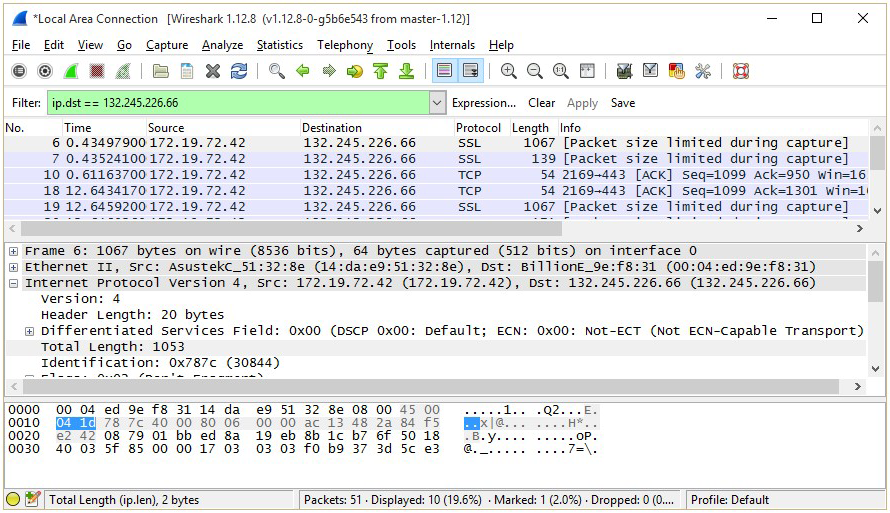 *Local Area Connection [Wireshark 1.12.8 (v1.12.8-0-g5b6e543 from master-1.12)]
File Edit View Go Capture Analyze Statistics Telephony Tools Internals Help
Filter: ip.dst == 132.245.226.66 Expression... Clear Apply Save
No. Time Source Destination Protocol Length Info
6 0.43497900 172.19.72.42 132.245.226.66 SSL 1067 [Packet size limited during capture]
7 0.43524100 172.19.72.42 132.245.226.66 SSL 139 [Packet size limited during capture]
10 0.61163700 172.19.72.42 132.245.226.66 TCP 54 2169→443 [ACK] Seq=1099 Ack=950 Win=16
18 12.6434170 172.19.72.42 132.245.226.66 TCP 54 2169→443 [ACK] Seq=1099 Ack=1301 Win=1
19 12.6459200 172.19.72.42 132.245.226.66 SSL 1067 [Packet size limited during capture]
Frame 6: 1067 bytes on wire (8536 bits), 64 bytes captured (512 bits) on interface 0
Ethernet II, Src: AsustekC_51:32:8e (14:da:e9:51:32:8e), Dst: BillionE_9e:f8:31 (00:04:ed:9e:f8:31)
Internet Protocol Version 4, Src: 172.19.72.42 (172.19.72.42), Dst: 132.245.226.66 (132.245.226.66)
Version: 4
Header Length: 20 bytes
Differentiated Services Field: 0x00 (DSCP 0x00: Default; ECN: 0x00: Not-ECT (Not ECN-Capable Transport)
Total Length: 1053
Identification: 0x787c (30844)
Flags: 0x02 (Don't Fragment)
0000 00 04 ed 9e f8 31 14 da e9 51 32 8e 08 00 45 00 .....1.. .Q2...E.
0010 04 1d 78 7c 40 00 80 06 00 00 ac 13 48 2a 84 f5 ..x|@... ....H*..
0020 e2 42 08 79 01 bb ed 8a 19 eb 8b 1c b7 6f 50 18 .B.y.... .....oP.
0030 40 03 5f 85 00 00 17 03 03 03 f0 b9 37 3d 5c e3 @._..... ....7=\.
Total Length (ip.len), 2 bytes Packets: 51 · Displayed: 10 (19.6%) · Marked: 1 (2.0%) · Dropped: 0 (0.... Profile: Default